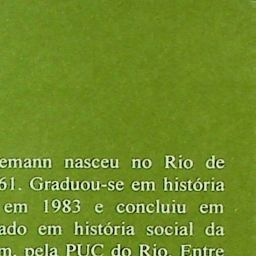 emann nasceu no Rio de
61. Graduou-se em história
em 1983 e concluiu em
ado em história social da
m, pela PUC do Rio. Entre